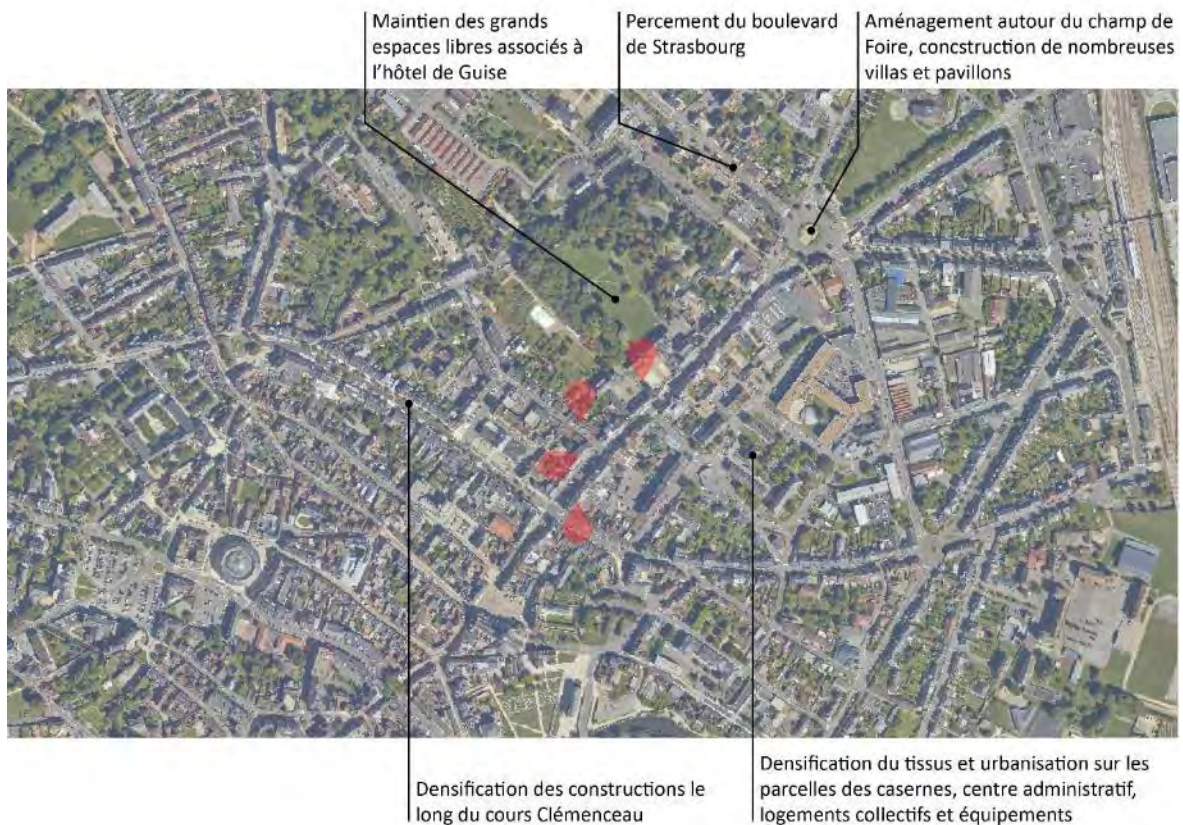 Maintien des grands
espaces libres associés à
l’hôtel de Guise
Percement du boulevard
de Strasbourg
Aménagement autour du champ de
Foire, concstruction de nombreuses
villas et pavillons
Densification des constructions le
long du cours Clémenceau
Densification du tissus et urbanisation sur les
parcelles des casernes, centre administratif,
logements collectifs et équipements